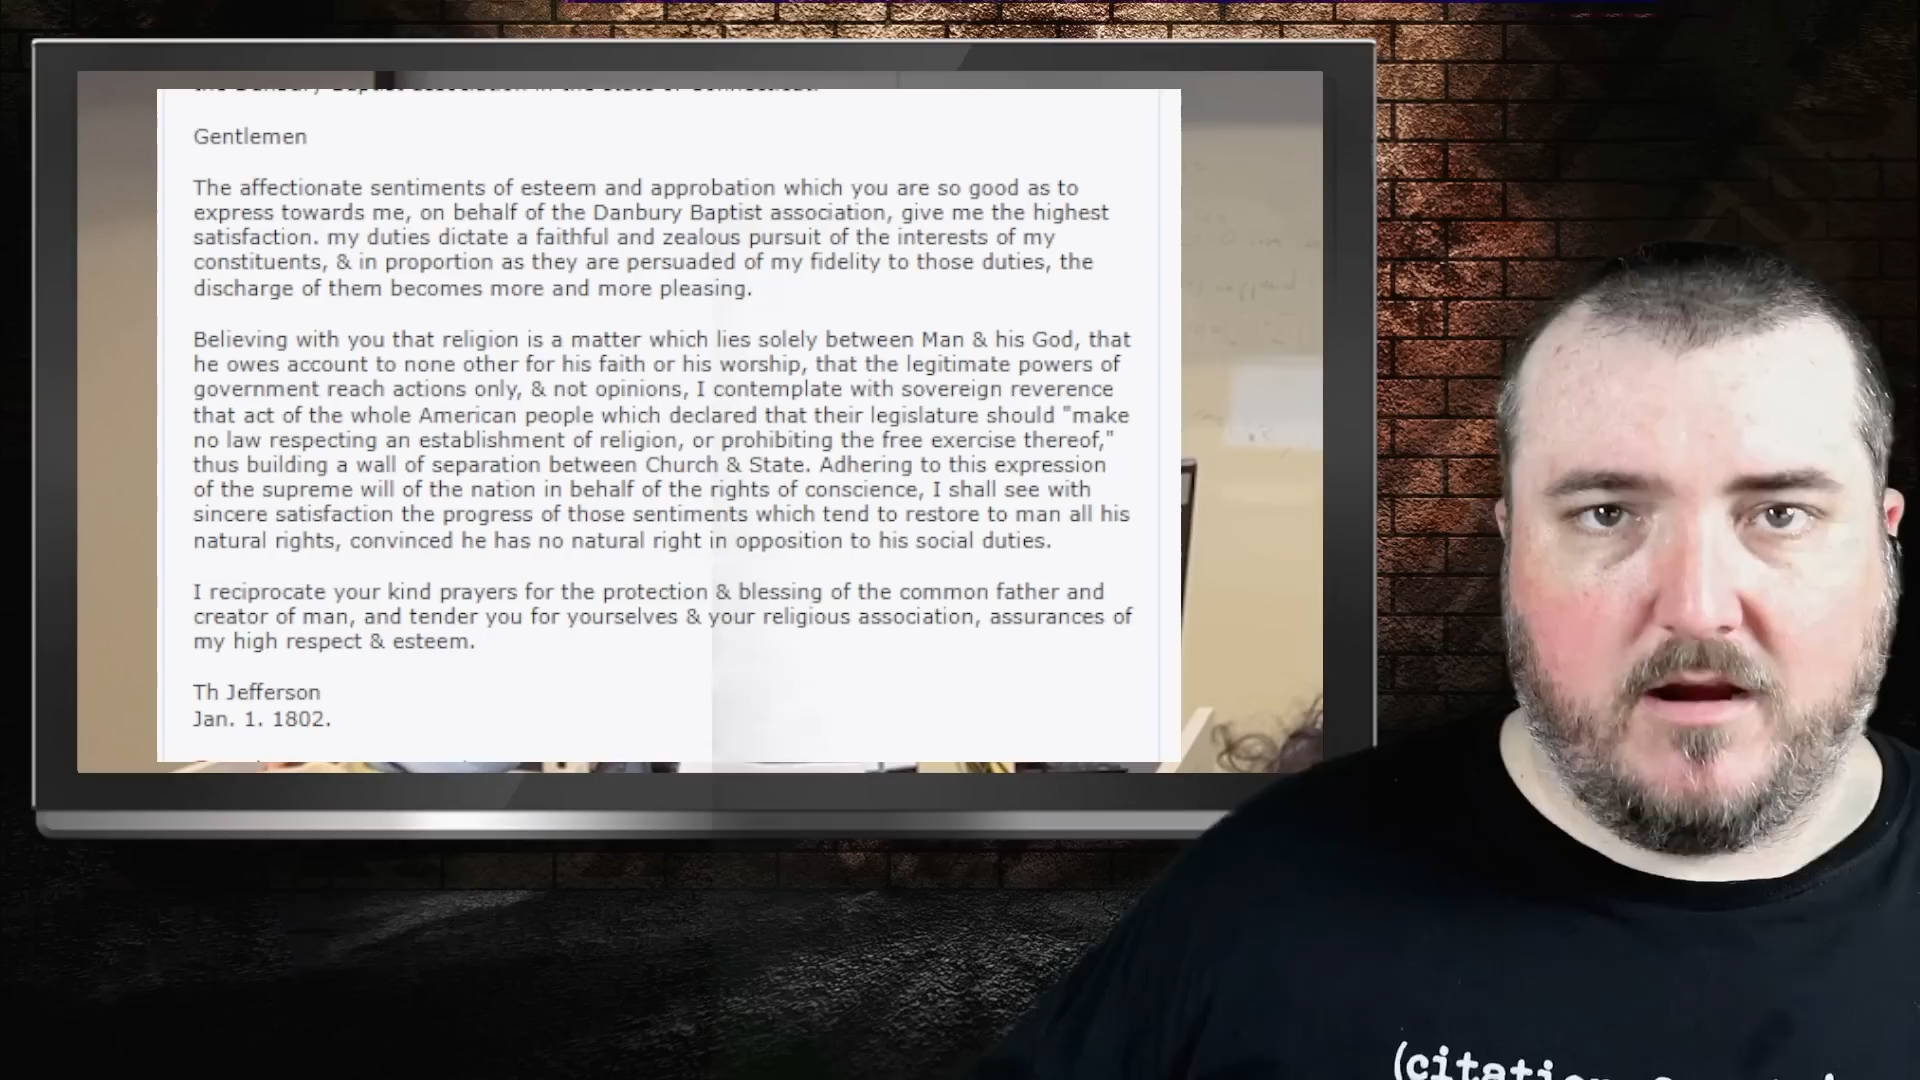 the Danbury Baptist association in the state of Connecticut.
Gentlemen
The affectionate sentiments of esteem and approbation which you are so good as to
express towards me, on behalf of the Danbury Baptist association, give me the highest
satisfaction. my duties dictate a faithful and zealous pursuit of the interests of my
constituents, & in proportion as they are persuaded of my fidelity to those duties, the
discharge of them becomes more and more pleasing.
Believing with you that religion is a matter which lies solely between Man & his God, that
he owes account to none other for his faith or his worship, that the legitimate powers of
government reach actions only, & not opinions, I contemplate with sovereign reverence
that act of the whole American people which declared that their legislature should "make
no law respecting an establishment of religion, or prohibiting the free exercise thereof,"
thus building a wall of separation between Church & State. Adhering to this expression
of the supreme will of the nation in behalf of the rights of conscience, I shall see with
sincere satisfaction the progress of those sentiments which tend to restore to man all his
natural rights, convinced he has no natural right in opposition to his social duties.
I reciprocate your kind prayers for the protection & blessing of the common father and
creator of man, and tender you for yourselves & your religious association, assurances of
my high respect & esteem.
Th Jefferson
Jan. 1. 1802.
(citation